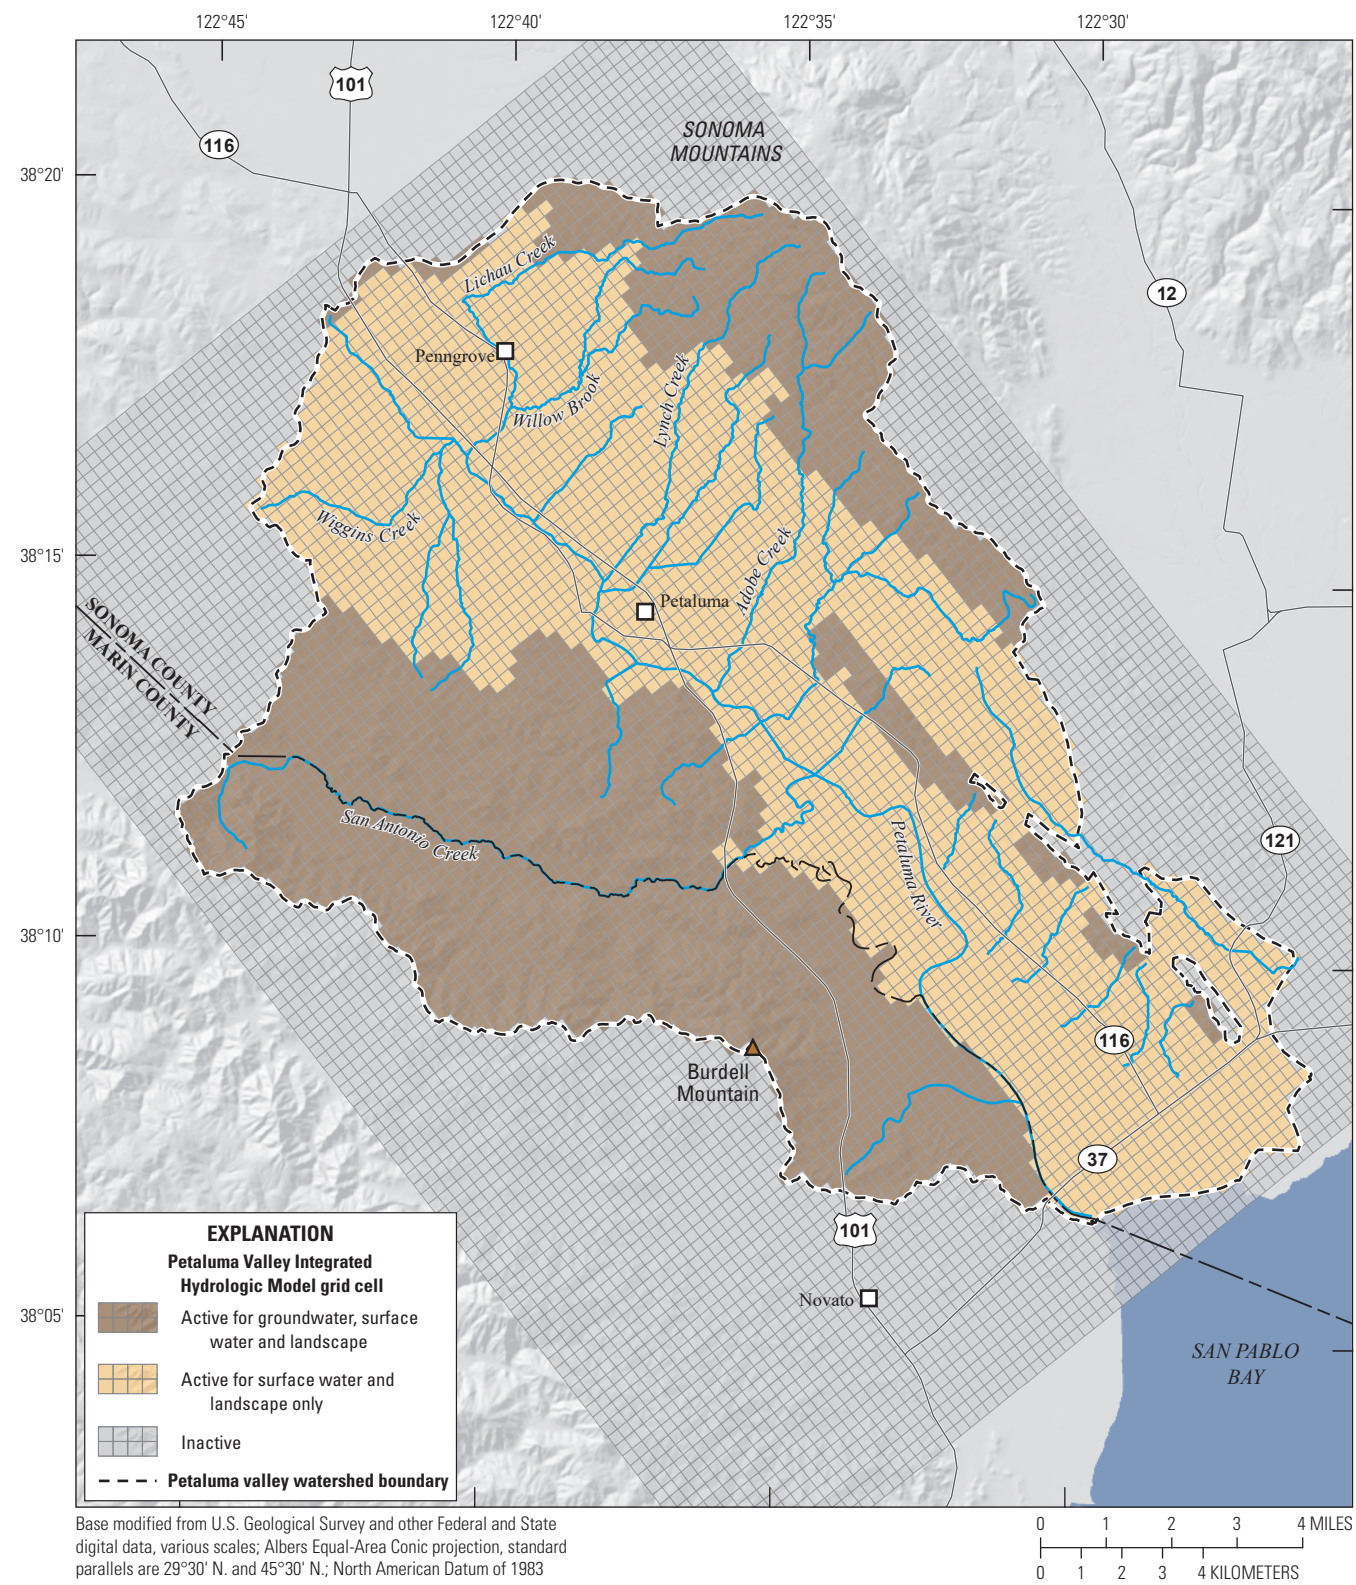 122°45'
122°40'
122°35'
122°30'
101
116
SONOMA
MOUNTAINS
38°20'
Lichau Creek
12
Penngrove
Willow Brook
Lynch Creek
Wiggins Creek
38°15'
Adobe Creek
Petaluma
SONOMA COUNTY
MARIN COUNTY
San Antonio Creek
Petaluma River
121
38°10'
116
Burdell
Mountain
37
101
Novato
38°05'
SAN PABLO
BAY
EXPLANATION
Petaluma Valley Integrated
Hydrologic Model grid cell
Active for groundwater, surface
water and landscape
Active for surface water and
landscape only
Inactive
Petaluma valley watershed boundary
Base modified from U.S. Geological Survey and other Federal and State
digital data, various scales; Albers Equal-Area Conic projection, standard
parallels are 29°30' N. and 45°30' N.; North American Datum of 1983
0 1 2 3 4 MILES
0 1 2 3 4 KILOMETERS